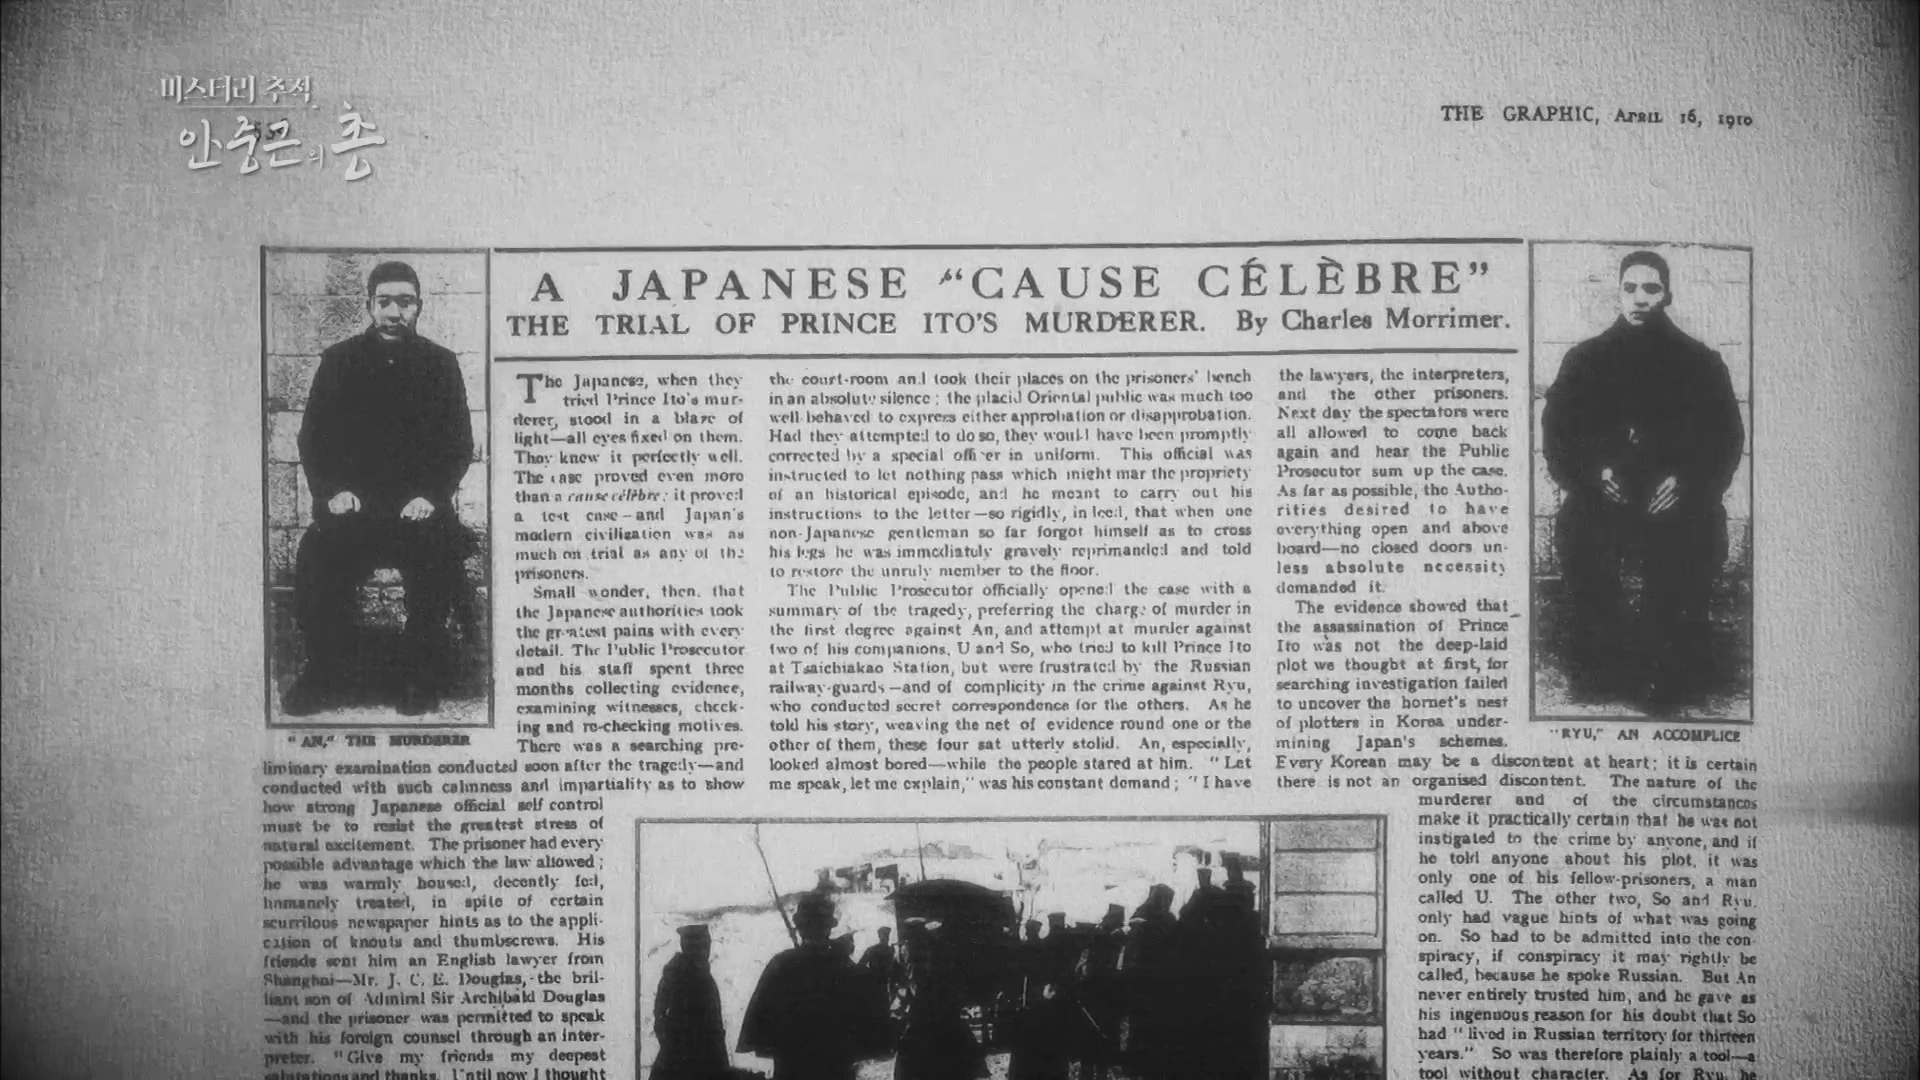 미스터리 추적
안중근의 총
THE GRAPHIC, APRIL 16, 1910
A JAPANESE “CAUSE CÉLÈBRE”
THE TRIAL OF PRINCE ITO'S MURDERER. By Charles Morrimer.
The Japanese, when they
tried Prince Ito's mur-
derer, stood in a blaze of
light—all eyes fixed on them.
They knew it perfectly well.
The case proved even more
than a cause célèbre: it proved
a test case—and Japan's
modern civilization was as
much on trial as any of the
prisoners.
Small wonder, then, that
the Japanese authorities took
the greatest pains with every
detail. The Public Prosecutor
and his staff spent three
months collecting evidence,
examining witnesses, check-
ing and re-checking motives.
There was a searching pre-
"AN," THE MURDERER
liminary examination conducted soon after the tragedy—and
conducted with such calmness and impartiality as to show
how strong Japanese official self control
must be to resist the greatest stress of
natural excitement. The prisoner had every
possible advantage which the law allowed;
he was warmly housed, decently fed,
humanely treated, in spite of certain
scurrilous newspaper hints as to the appli-
cation of knouts and thumbscrews. His
friends sent him an English lawyer from
Shanghai—Mr. J. C. E. Douglas, the bril-
liant son of Admiral Sir Archibald Douglas
—and the prisoner was permitted to speak
with his foreign counsel through an inter-
preter. "Give my friends my deepest
salutations and thanks. Until now I thought
the court-room and took their places on the prisoners' bench
in an absolute silence; the placid Oriental public was much too
well behaved to express either approbation or disapprobation.
Had they attempted to do so, they would have been promptly
corrected by a special officer in uniform. This official was
instructed to let nothing pass which might mar the propriety
of an historical episode, and he meant to carry out his
instructions to the letter—so rigidly, indeed, that when one
non-Japanese gentleman so far forgot himself as to cross
his legs he was immediately gravely reprimanded and told
to restore the unruly member to the floor.
The Public Prosecutor officially opened the case with a
summary of the tragedy, preferring the charge of murder in
the first degree against An, and attempt at murder against
two of his companions, U and So, who tried to kill Prince Ito
at Tsaichiakao Station, but were frustrated by the Russian
railway-guards—and of complicity in the crime against Ryu,
who conducted secret correspondence for the others. As he
told his story, weaving the net of evidence round one or the
other of them, these four sat utterly stolid. An, especially,
looked almost bored—while the people stared at him. "Let
me speak, let me explain," was his constant demand; "I have
the lawyers, the interpreters,
and the other prisoners.
Next day the spectators were
all allowed to come back
again and hear the Public
Prosecutor sum up the case.
As far as possible, the Autho-
rities desired to have
everything open and above
board—no closed doors un-
less absolute necessity
demanded it.
The evidence showed that
the assassination of Prince
Ito was not the deep-laid
plot we thought at first, for
searching investigation failed
to uncover the hornet's nest
of plotters in Korea under-
mining Japan's schemes.
"RYU," AN ACCOMPLICE
Every Korean may be a discontent at heart; it is certain
there is not an organised discontent. The nature of the
murderer and of the circumstances
make it practically certain that he was not
instigated to the crime by anyone, and if
he told anyone about his plot, it was
only one of his fellow-prisoners, a man
called U. The other two, So and Ryu,
only had vague hints of what was going
on. So had to be admitted into the con-
spiracy, if conspiracy it may rightly be
called, because he spoke Russian. But An
never entirely trusted him, and he gave as
his ingenuous reason for his doubt that So
had "lived in Russian territory for thirteen
years." So was therefore plainly a tool—a
tool without character. As for Ryu, he